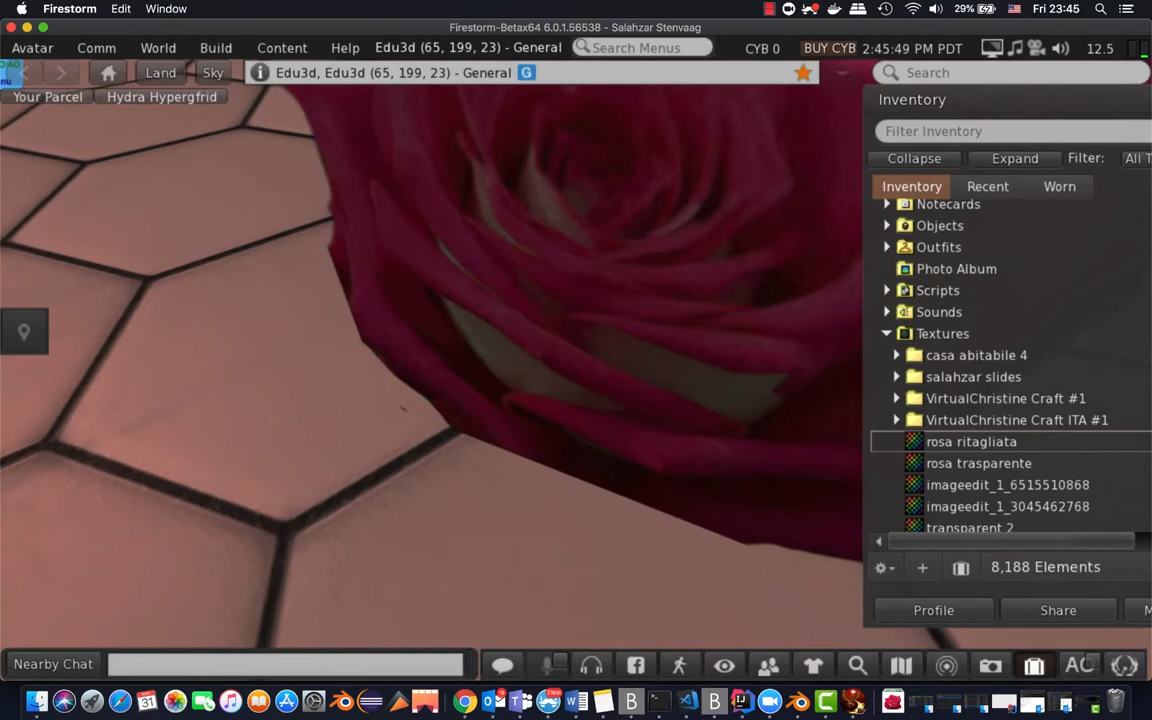 Firestorm Edit Window 29% Fri 23:45
Firestorm-Betax64 6.0.1.56538 - Salahzar Stenvaag
Avatar Comm World Build Content Help Edu3d (65, 199, 23) - General Search Menus CYB 0 BUY CYB 2:45:49 PM PDT 12.5
Land Sky Edu3d, Edu3d (65, 199, 23) - General G Search
Your Parcel Hydra Hypergfrid
Inventory
Filter Inventory
Collapse Expand Filter: All T
Inventory Recent Worn
Notecards
Objects
Outfits
Photo Album
Scripts
Sounds
Textures
casa abitabile 4
salahzar slides
VirtualChristine Craft #1
VirtualChristine Craft ITA #1
rosa ritagliata
rosa trasparente
imageedit_1_6515510868
imageedit_1_3045462768
transparent 2
8,188 Elements
Profile Share M
Nearby Chat AO